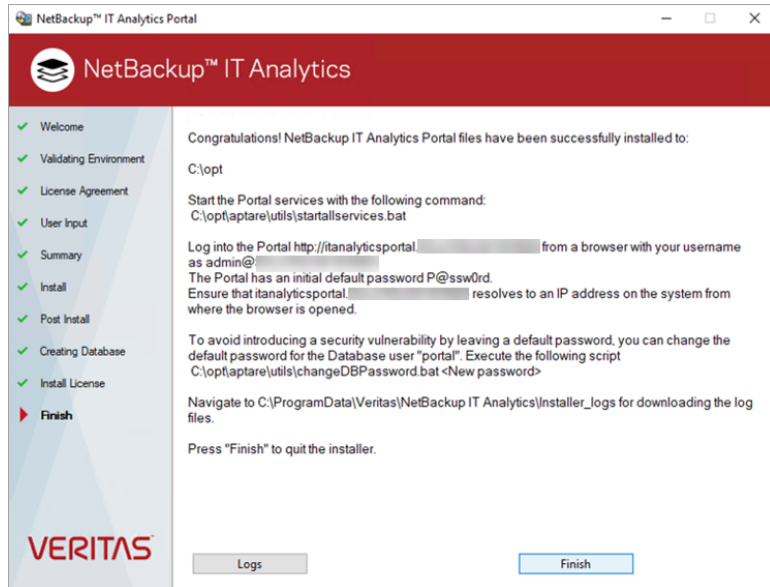 NetBackup™ IT Analytics Portal
NetBackup™ IT Analytics
Welcome
Validating Environment
License Agreement
User Input
Summary
Install
Post Install
Creating Database
Install License
Finish
Congratulations! NetBackup IT Analytics Portal files have been successfully installed to:
C:\opt
Start the Portal services with the following command:
C:\opt\aptare\utils\startallservices.bat
Log into the Portal http://itanalyticsportal. from a browser with your username
as admin@
The Portal has an initial default password P@ssw0rd.
Ensure that itanalyticsportal. resolves to an IP address on the system from
where the browser is opened.
To avoid introducing a security vulnerability by leaving a default password, you can change the
default password for the Database user "portal". Execute the following script
C:\opt\aptare\utils\changeDBPassword.bat <New password>
Navigate to C:\ProgramData\Veritas\NetBackup IT Analytics\Installer_logs for downloading the log
files.
Press "Finish" to quit the installer.
VERITAS
Logs
Finish